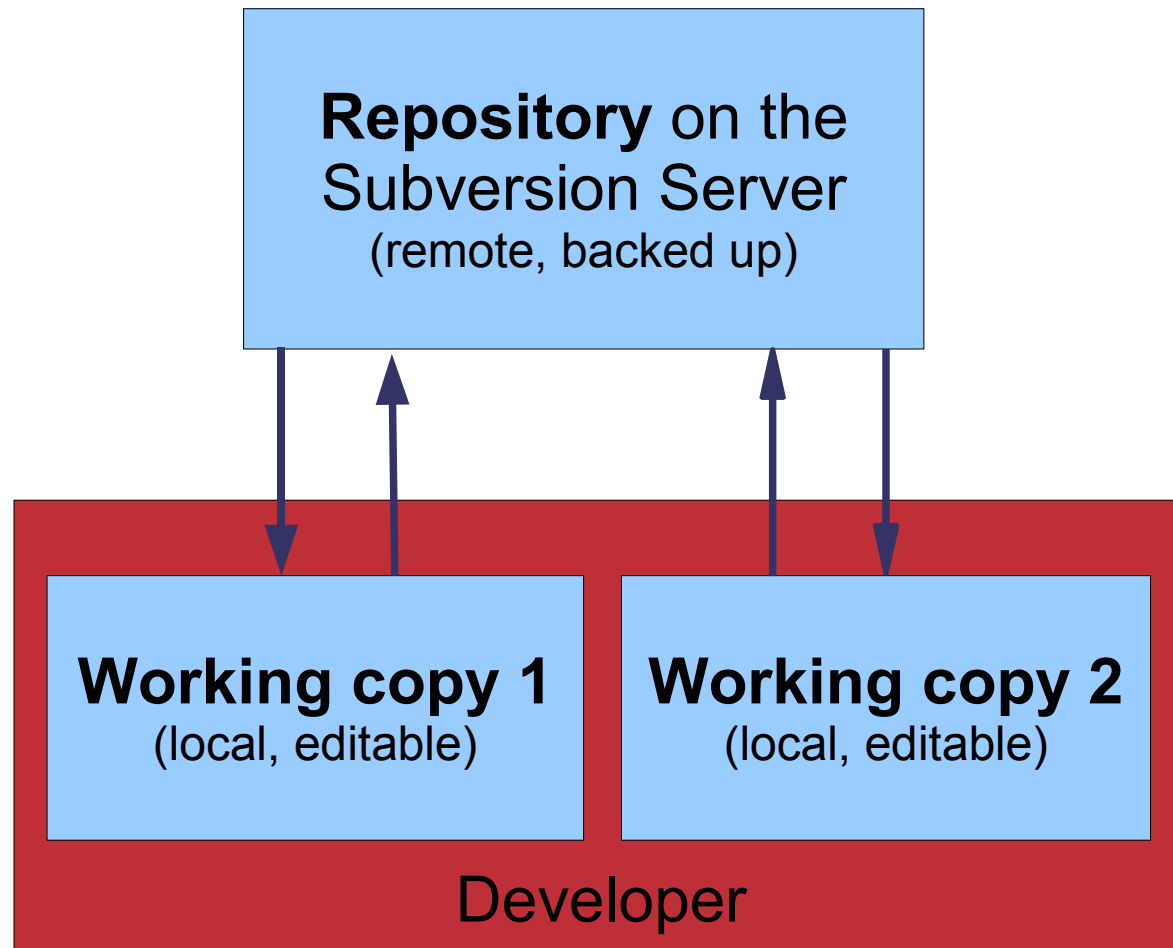 Repository on the
Subversion Server
(remote, backed up)
Working copy 1
(local, editable)
Working copy 2
(local, editable)
Developer